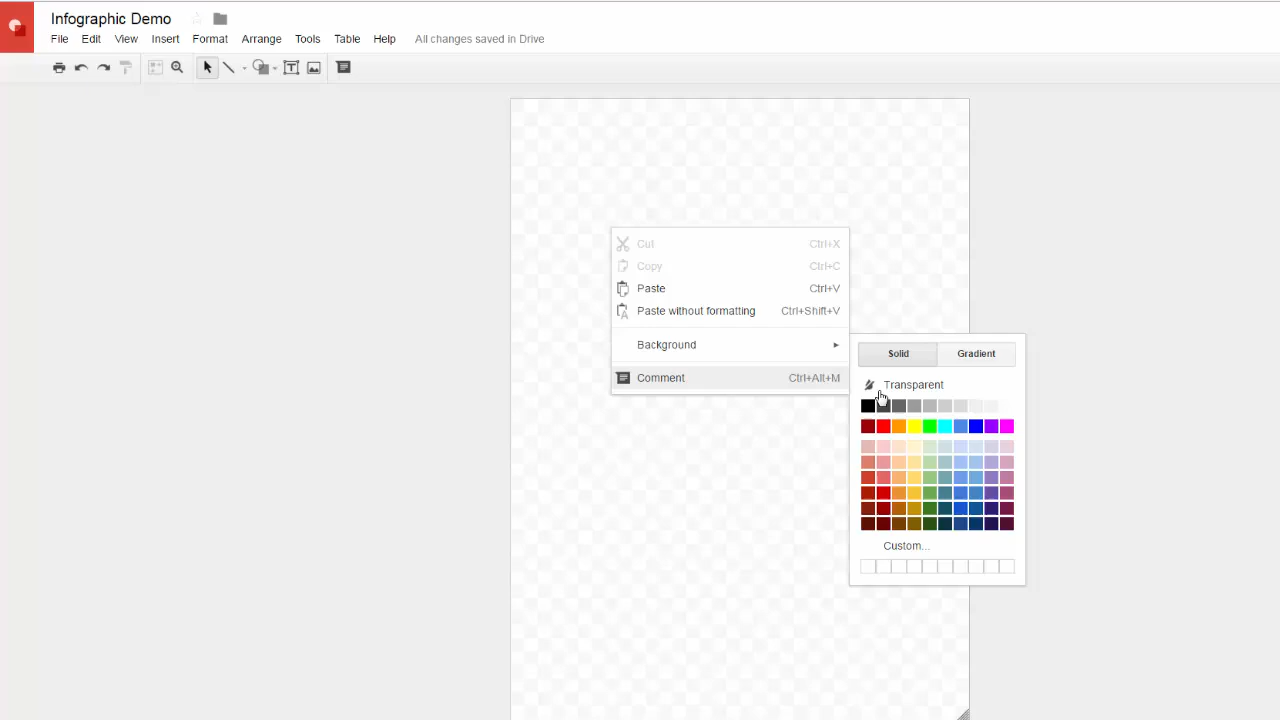 Infographic Demo
File Edit View Insert Format Arrange Tools Table Help All changes saved in Drive
Cut Ctrl+X
Copy Ctrl+C
Paste Ctrl+V
Paste without formatting Ctrl+Shift+V
Background
Comment Ctrl+Alt+M
Solid Gradient
Transparent
Custom...